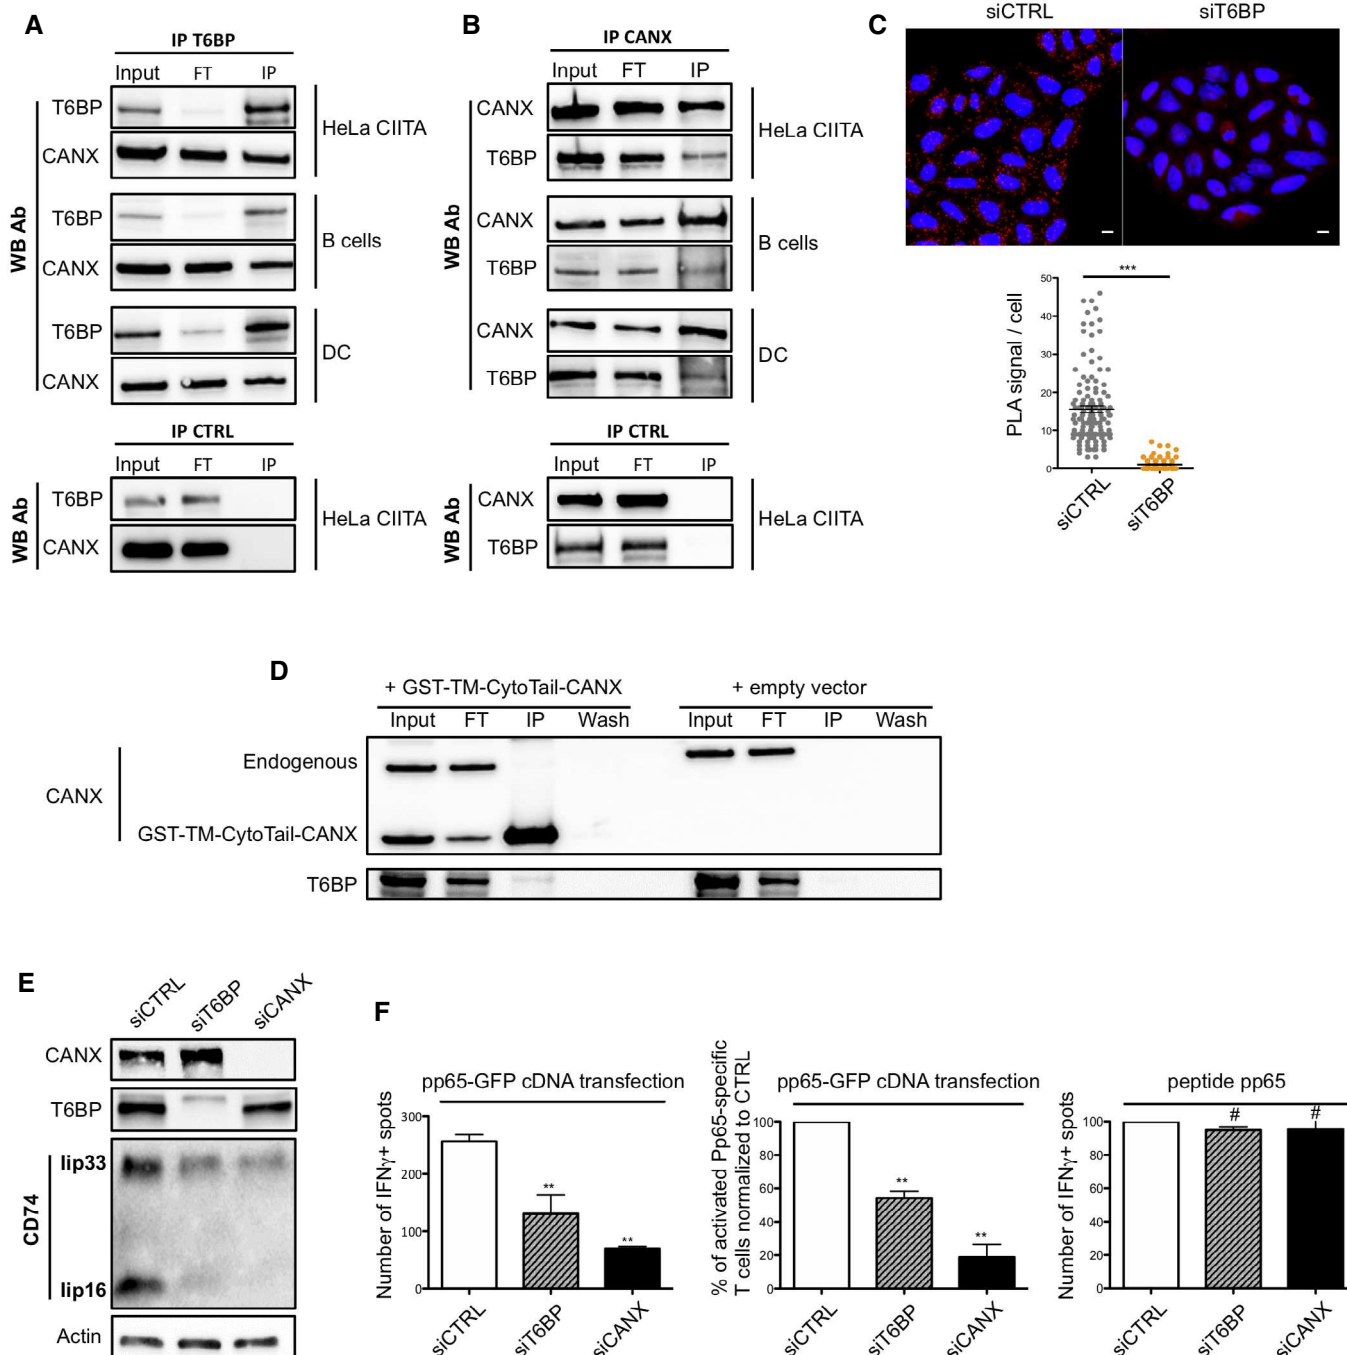 A
IP T6BP
Input FT IP
WB Ab
T6BP
CANX
HeLa CIITA
T6BP
CANX
B cells
T6BP
CANX
DC
IP CTRL
Input FT IP
WB Ab
T6BP
CANX
HeLa CIITA
B
IP CANX
Input FT IP
WB Ab
CANX
T6BP
HeLa CIITA
CANX
T6BP
B cells
CANX
T6BP
DC
IP CTRL
Input FT IP
WB Ab
CANX
T6BP
HeLa CIITA
C
siCTRL siT6BP
PLA signal / cell
50
40
30
20
10
0
***
siCTRL siT6BP
D
+ GST-TM-CytoTail-CANX + empty vector
Input FT IP Wash Input FT IP Wash
CANX
Endogenous
GST-TM-CytoTail-CANX
T6BP
E
siCTRL siT6BP siCANX
CANX
T6BP
CD74
Iip33
Iip16
Actin
F
pp65-GFP cDNA transfection
Number of IFNγ+ spots
300
200
100
0
** **
siCTRL siT6BP siCANX
pp65-GFP cDNA transfection
% of activated Pp65-specific
T cells normalized to CTRL
100
80
60
40
20
0
** **
siCTRL siT6BP siCANX
peptide pp65
Number of IFNγ+ spots
100
80
60
40
20
0
# #
siCTRL siT6BP siCANX